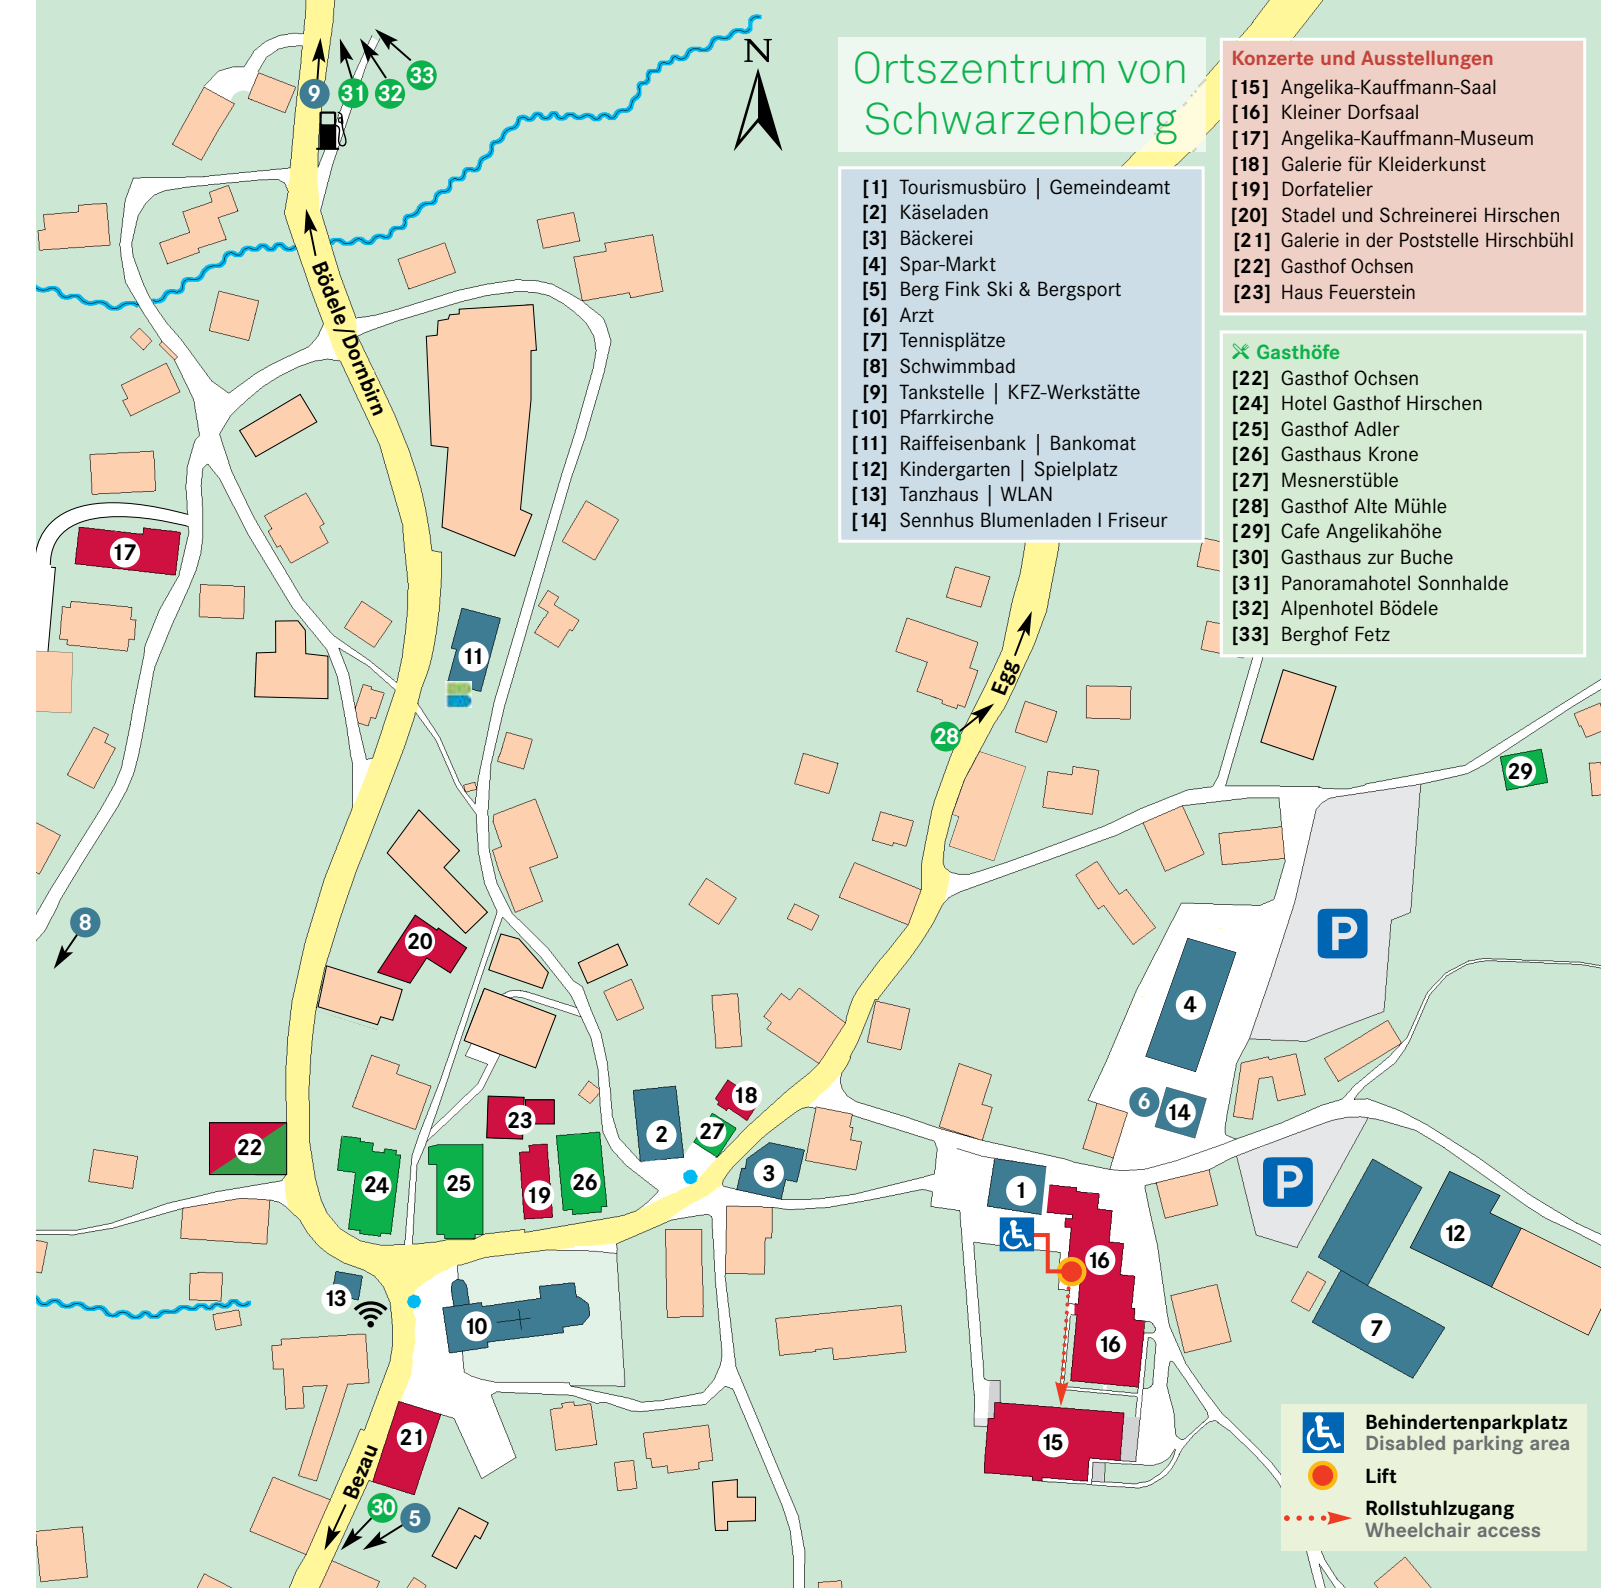 Ortszentrum von
Schwarzenberg
N
[1] Tourismusbüro | Gemeindeamt
[2] Käseladen
[3] Bäckerei
[4] Spar-Markt
[5] Berg Fink Ski & Bergsport
[6] Arzt
[7] Tennisplätze
[8] Schwimmbad
[9] Tankstelle | KFZ-Werkstätte
[10] Pfarrkirche
[11] Raiffeisenbank | Bankomat
[12] Kindergarten | Spielplatz
[13] Tanzhaus | WLAN
[14] Sennhus Blumenladen I Friseur
Konzerte und Ausstellungen
[15] Angelika-Kauffmann-Saal
[16] Kleiner Dorfsaal
[17] Angelika-Kauffmann-Museum
[18] Galerie für Kleiderkunst
[19] Dorfatelier
[20] Stadel und Schreinerei Hirschen
[21] Galerie in der Poststelle Hirschbühl
[22] Gasthof Ochsen
[23] Haus Feuerstein
Gasthöfe
[22] Gasthof Ochsen
[24] Hotel Gasthof Hirschen
[25] Gasthof Adler
[26] Gasthaus Krone
[27] Mesnerstüble
[28] Gasthof Alte Mühle
[29] Cafe Angelikahöhe
[30] Gasthaus zur Buche
[31] Panoramahotel Sonnhalde
[32] Alpenhotel Bödele
[33] Berghof Fetz
9
31
32
33
Bödele/Dornbirn
17
11
Egg
28
29
8
20
P
4
6
14
18
23
2
27
22
24
25
19
26
3
1
P
12
16
13
10
7
16
21
15
Bezau
30
5
Behindertenparkplatz
Disabled parking area
Lift
Rollstuhlzugang
Wheelchair access